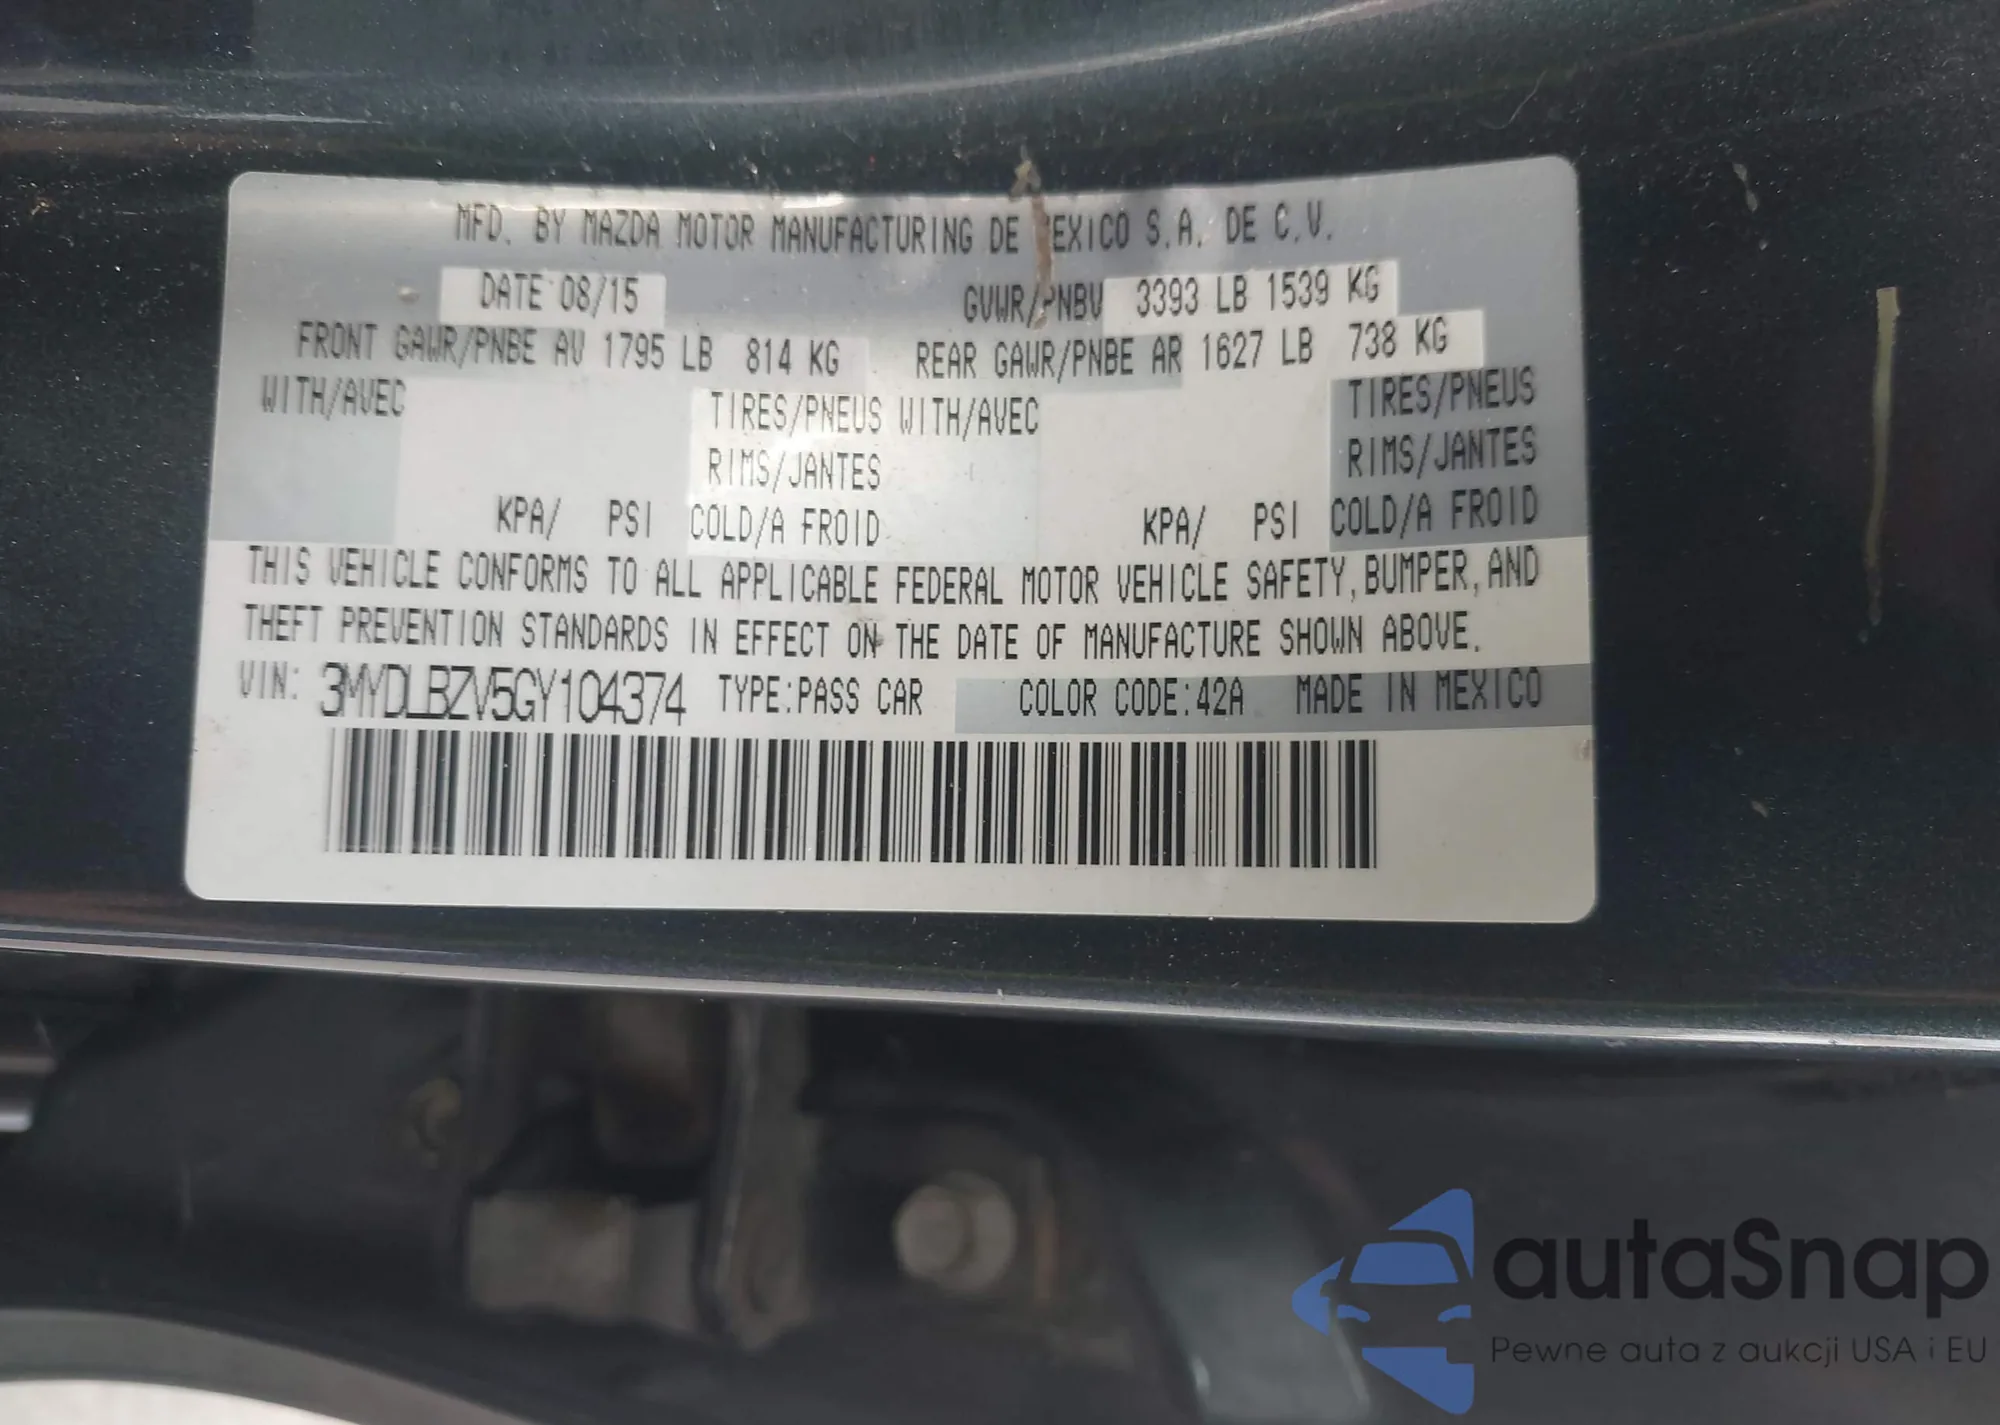 MFD. BY MAZDA MOTOR MANUFACTURING DE MEXICO S.A. DE C.V.
DATE 08/15 GVWR/PNBV 3393 LB 1539 KG
FRONT GAWR/PNBE AV 1795 LB 814 KG REAR GAWR/PNBE AR 1627 LB 738 KG
WITH/AVEC TIRES/PNEUS WITH/AVEC TIRES/PNEUS
RIMS/JANTES RIMS/JANTES
KPA/ PSI COLD/A FROID KPA/ PSI COLD/A FROID
THIS VEHICLE CONFORMS TO ALL APPLICABLE FEDERAL MOTOR VEHICLE SAFETY, BUMPER, AND
THEFT PREVENTION STANDARDS IN EFFECT ON THE DATE OF MANUFACTURE SHOWN ABOVE.
VIN: 3MYDLBZV5GY104374 TYPE:PASS CAR COLOR CODE:42A MADE IN MEXICO
autaSnap
Pewne auta z aukcji USA i EU